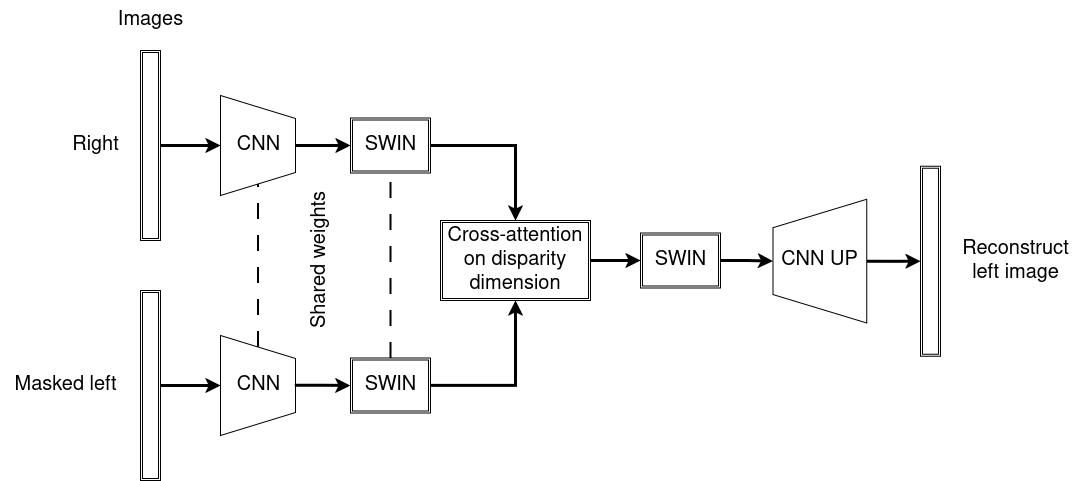 Images
Right
CNN
SWIN
Shared weights
Cross-attention
on disparity
dimension
SWIN
CNN UP
Reconstruct
left image
Masked left
CNN
SWIN